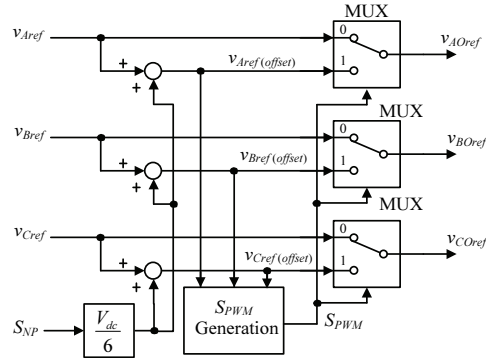 MUX
v_Aref
0
v_AOref
+
+
v_Aref(offset)
1
MUX
v_Bref
0
v_BOref
+
+
v_Bref(offset)
1
MUX
v_Cref
0
v_COref
+
+
v_Cref(offset)
1
S_NP
V_dc
6
S_PWM
Generation
S_PWM